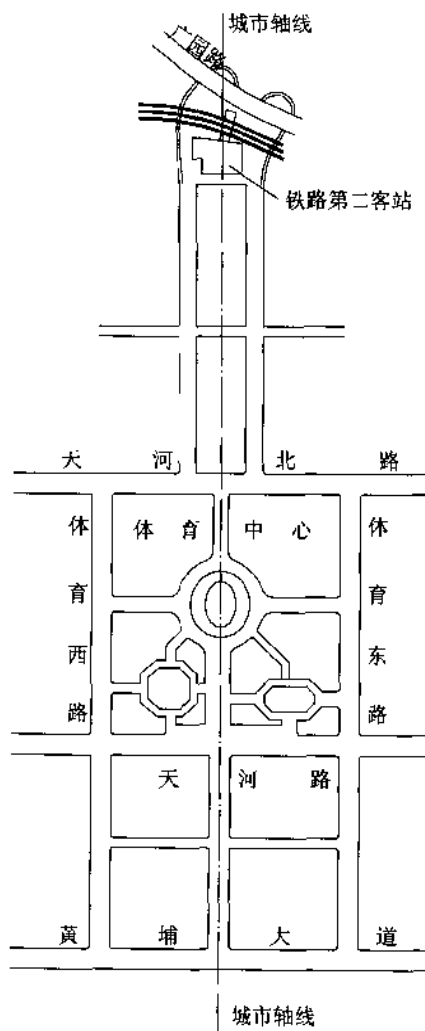 城市轴线
广园路
铁路第二客站
天河北路
体育中心
体育西路
体育东路
天河路
黄埔大道
城市轴线